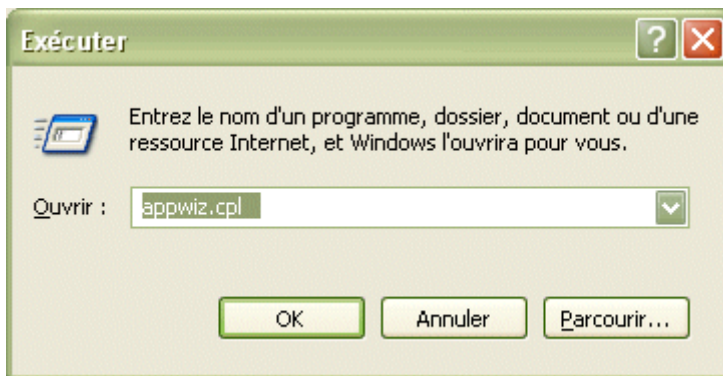 Exécuter
Entrez le nom d'un programme, dossier, document ou d'une
ressource Internet, et Windows l'ouvrira pour vous.
Ouvrir : appwiz.cpl
OK Annuler Parcourir...